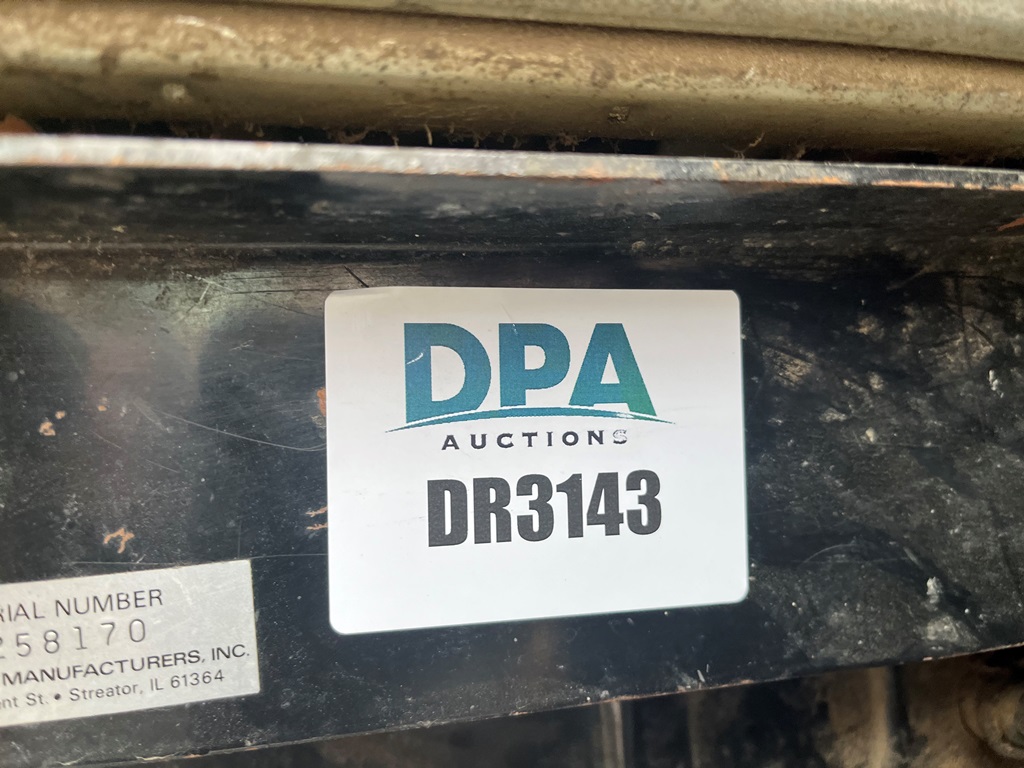 DPA
AUCTIONS
DR3143
RIAL NUMBER
258170
MANUFACTURERS, INC.
nt St. • Streator, IL 61364